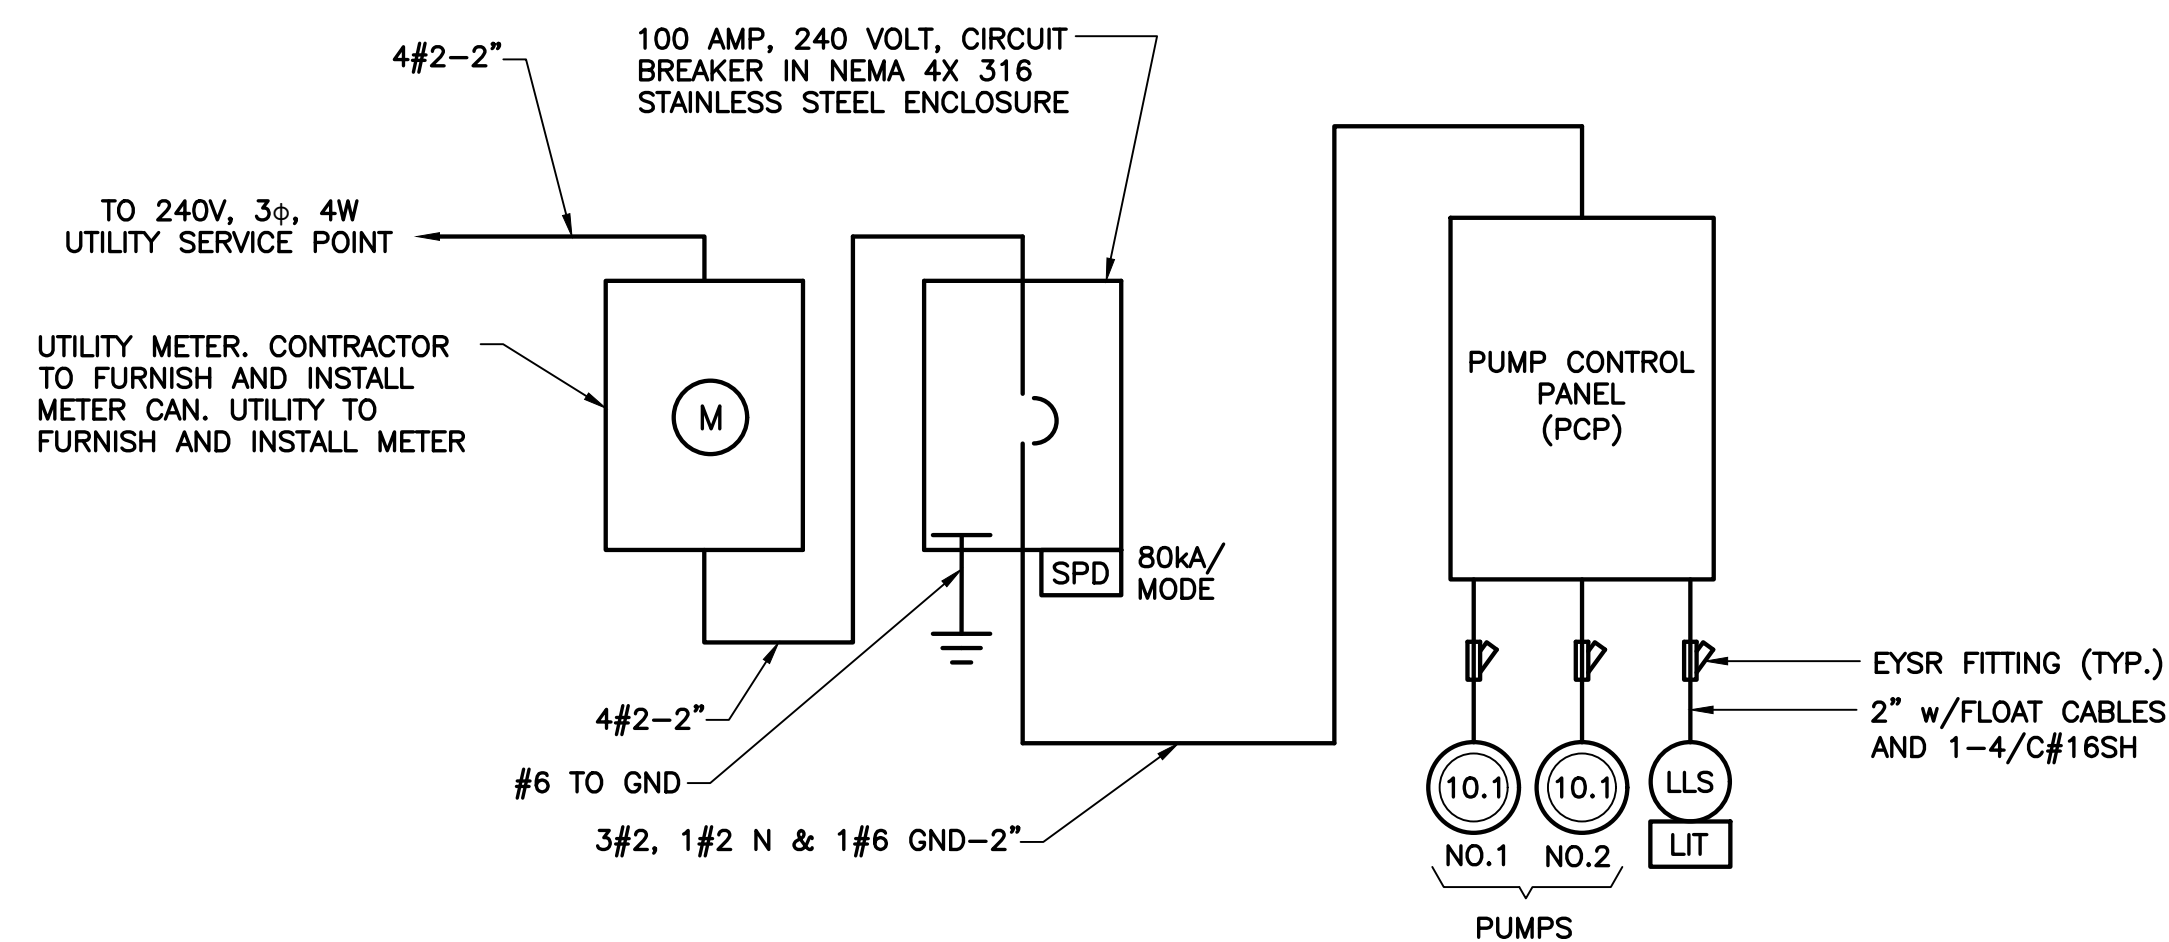 4#2-2"
100 AMP, 240 VOLT, CIRCUIT
BREAKER IN NEMA 4X 316
STAINLESS STEEL ENCLOSURE
TO 240V, 3ϕ, 4W
UTILITY SERVICE POINT
UTILITY METER. CONTRACTOR
TO FURNISH AND INSTALL
METER CAN. UTILITY TO
FURNISH AND INSTALL METER
M
SPD
80kA/
MODE
4#2-2"
#6 TO GND
3#2, 1#2 N & 1#6 GND-2"
PUMP CONTROL
PANEL
(PCP)
EYSR FITTING (TYP.)
2" w/FLOAT CABLES
AND 1-4/C#16SH
10.1
10.1
LLS
LIT
NO.1
NO.2
PUMPS